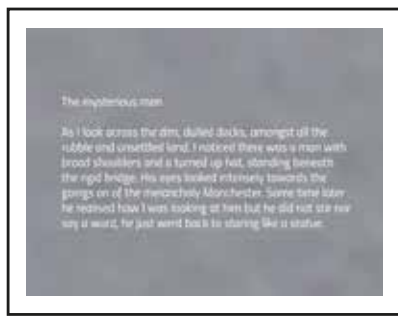 The mysterious man
As I look across the dim, dulled docks, amongst all the
rubble and unsettled land, I noticed there was a man with
broad shoulders and a turned up hat, standing beneath
the rigid bridge. His eyes looked intensely towards the
goings on of the melancholy Manchester. Some time later
he realised how I was looking at him but he did not stir nor
say a word, he just went back to staring like a statue.